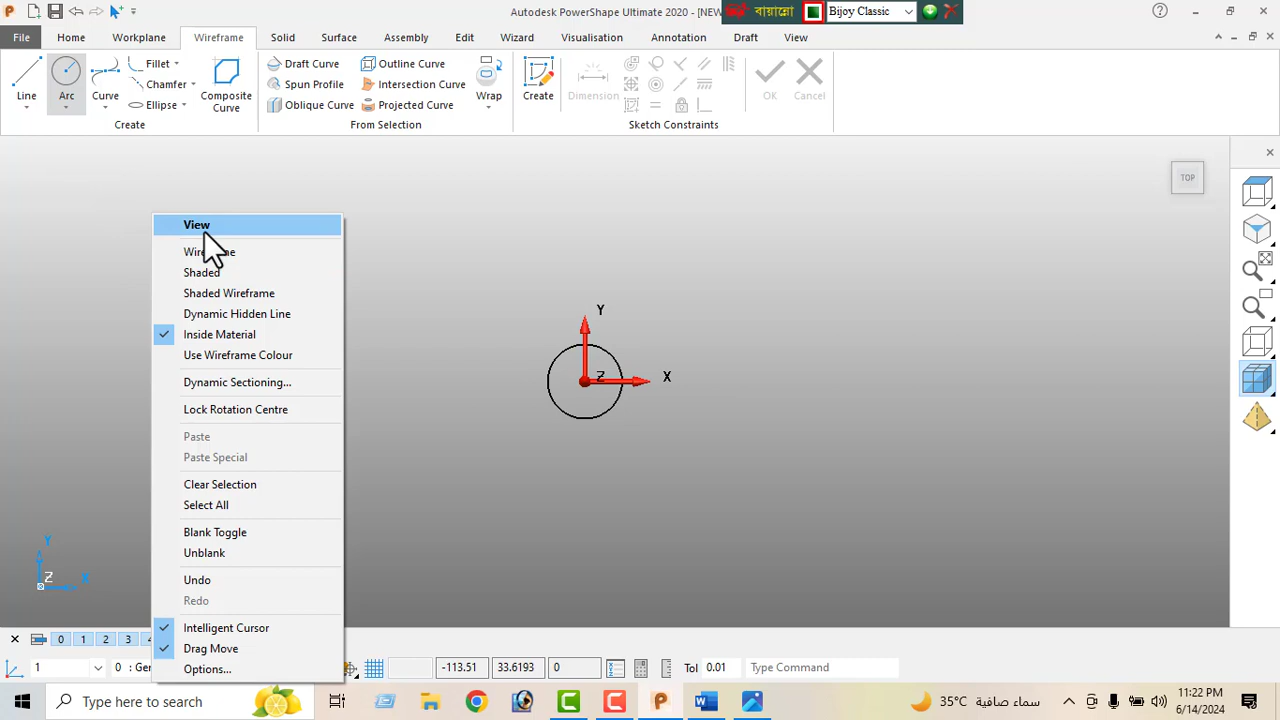 Autodesk PowerShape Ultimate 2020 - [NEW
বায়ান্নো
Bijoy Classic
File Home Workplane Wireframe Solid Surface Assembly Edit Wizard Visualisation Annotation Draft View
Line Arc Curve Fillet Chamfer Ellipse Composite Curve
Draft Curve Spun Profile Oblique Curve Outline Curve Intersection Curve Projected Curve Wrap
Create Dimension OK Cancel
Create From Selection Sketch Constraints
TOP
View
Wireframe
Shaded
Shaded Wireframe
Dynamic Hidden Line
Inside Material
Use Wireframe Colour
Dynamic Sectioning...
Lock Rotation Centre
Paste
Paste Special
Clear Selection
Select All
Blank Toggle
Unblank
Undo
Redo
Intelligent Cursor
Drag Move
Options...
Y
Z X
Y
Z X
0 1 2 3 4
1 0 : Ger -113.51 33.6193 0 Tol 0.01 Type Command
Type here to search
35°C سماء صافية
11:22 PM
6/14/2024